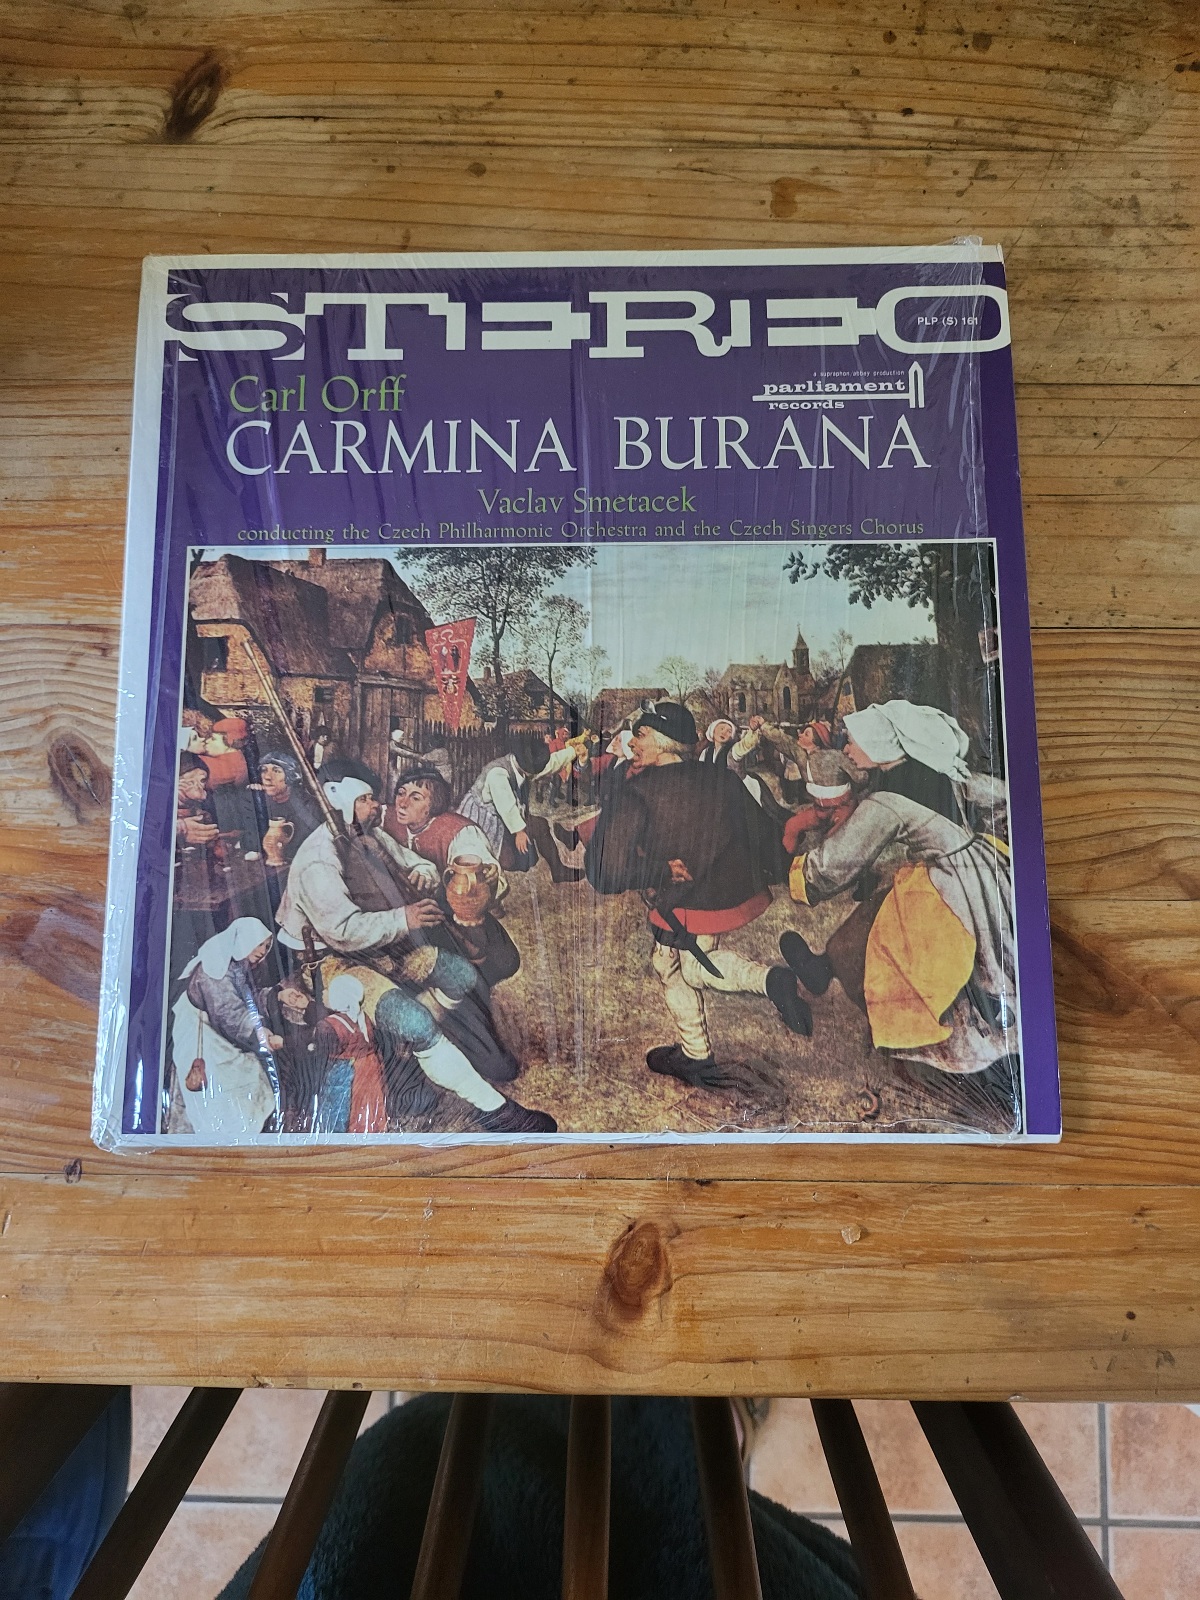 STEREO
PLP (S) 161
a supraphon/abbey production
parliament
records
Carl Orff
CARMINA BURANA
Vaclav Smetacek
conducting the Czech Philharmonic Orchestra and the Czech Singers Chorus